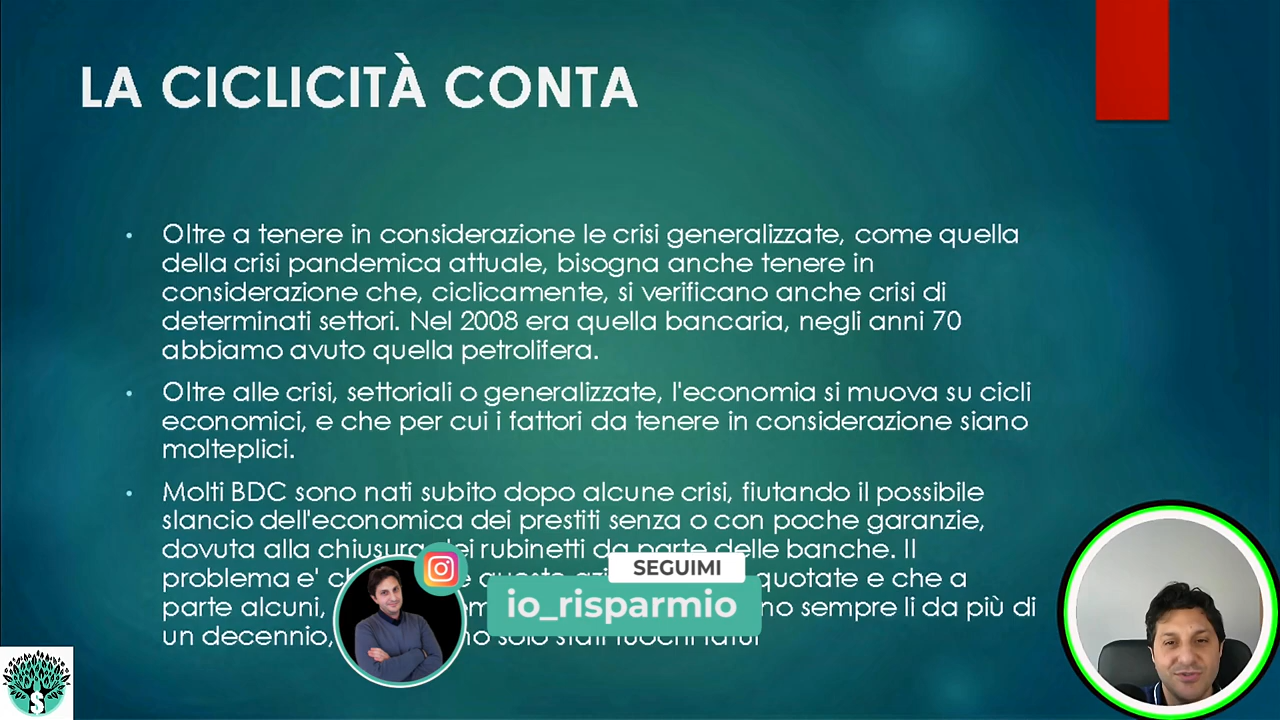 LA CICLICITÀ CONTA
Oltre a tenere in considerazione le crisi generalizzate, come quella
della crisi pandemica attuale, bisogna anche tenere in
considerazione che, ciclicamente, si verificano anche crisi di
determinati settori. Nel 2008 era quella bancaria, negli anni 70
abbiamo avuto quella petrolifera.
Oltre alle crisi, settoriali o generalizzate, l'economia si muova su cicli
economici, e che per cui i fattori da tenere in considerazione siano
molteplici.
Molti BDC sono nati subito dopo alcune crisi, fiutando il possibile
slancio dell'economica dei prestiti senza o con poche garanzie,
dovuta alla chiusura dei rubinetti da parte delle banche. Il
problema e' quotate e che a
parte alcuni, sempre li da più di
un decennio, solo stati fuochi fatui
SEGUIMI
io_risparmio